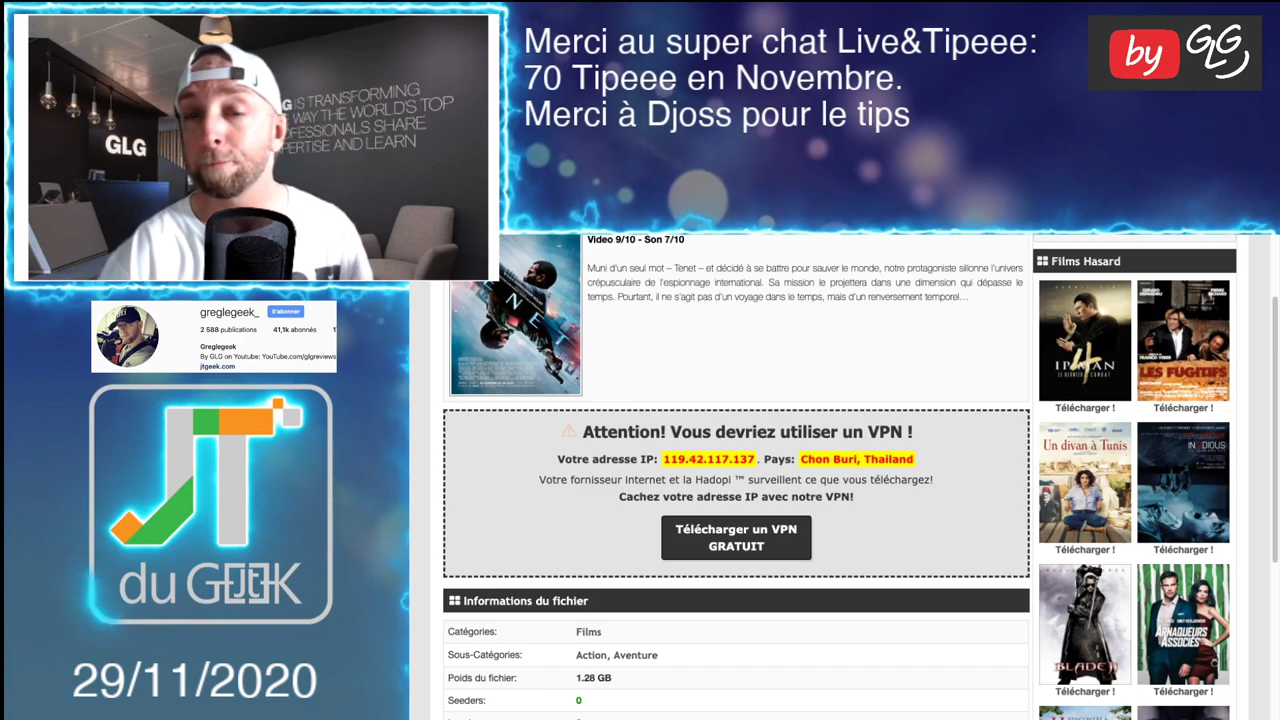 Merci au super chat Live&Tipeee:
70 Tipeee en Novembre.
Merci à Djoss pour le tips
by GLG
GLG
GLG IS TRANSFORMING
WAY THE WORLD'S TOP
SHARE
AND LEARN
greglegeek_ S'abonner
2 588 publications 41,1k abonnés 1
Greglegeek
By GLG on Youtube: YouTube.com/glgreviews
jtgeek.com
JT
du GEEK
29/11/2020
Video 9/10 - Son 7/10
Muni d'un seul mot – Tenet – et décidé à se battre pour sauver le monde, notre protagoniste sillonne l'univers
crépusculaire de l'espionnage international. Sa mission le projettera dans une dimension qui dépasse le
temps. Pourtant, il ne s'agit pas d'un voyage dans le temps, mais d'un renversement temporel…
NET
Attention! Vous devriez utiliser un VPN !
Votre adresse IP: 119.42.117.137. Pays: Chon Buri, Thailand
Votre fornisseur internet et la Hadopi ™ surveillent ce que vous téléchargez!
Cachez votre adresse IP avec notre VPN!
Télécharger un VPN
GRATUIT
Informations du fichier
Catégories: Films
Sous-Catégories: Action, Aventure
Poids du fichier: 1.28 GB
Seeders: 0
Films Hasard
IP MAN 4
LE DERNIER COMBAT
LES FUGITIFS
Télécharger ! Télécharger !
Un divan à Tunis
INSIDIOUS
Télécharger ! Télécharger !
BLADE II
ARNAQUEURS
ASSOCIÉS
Télécharger ! Télécharger !